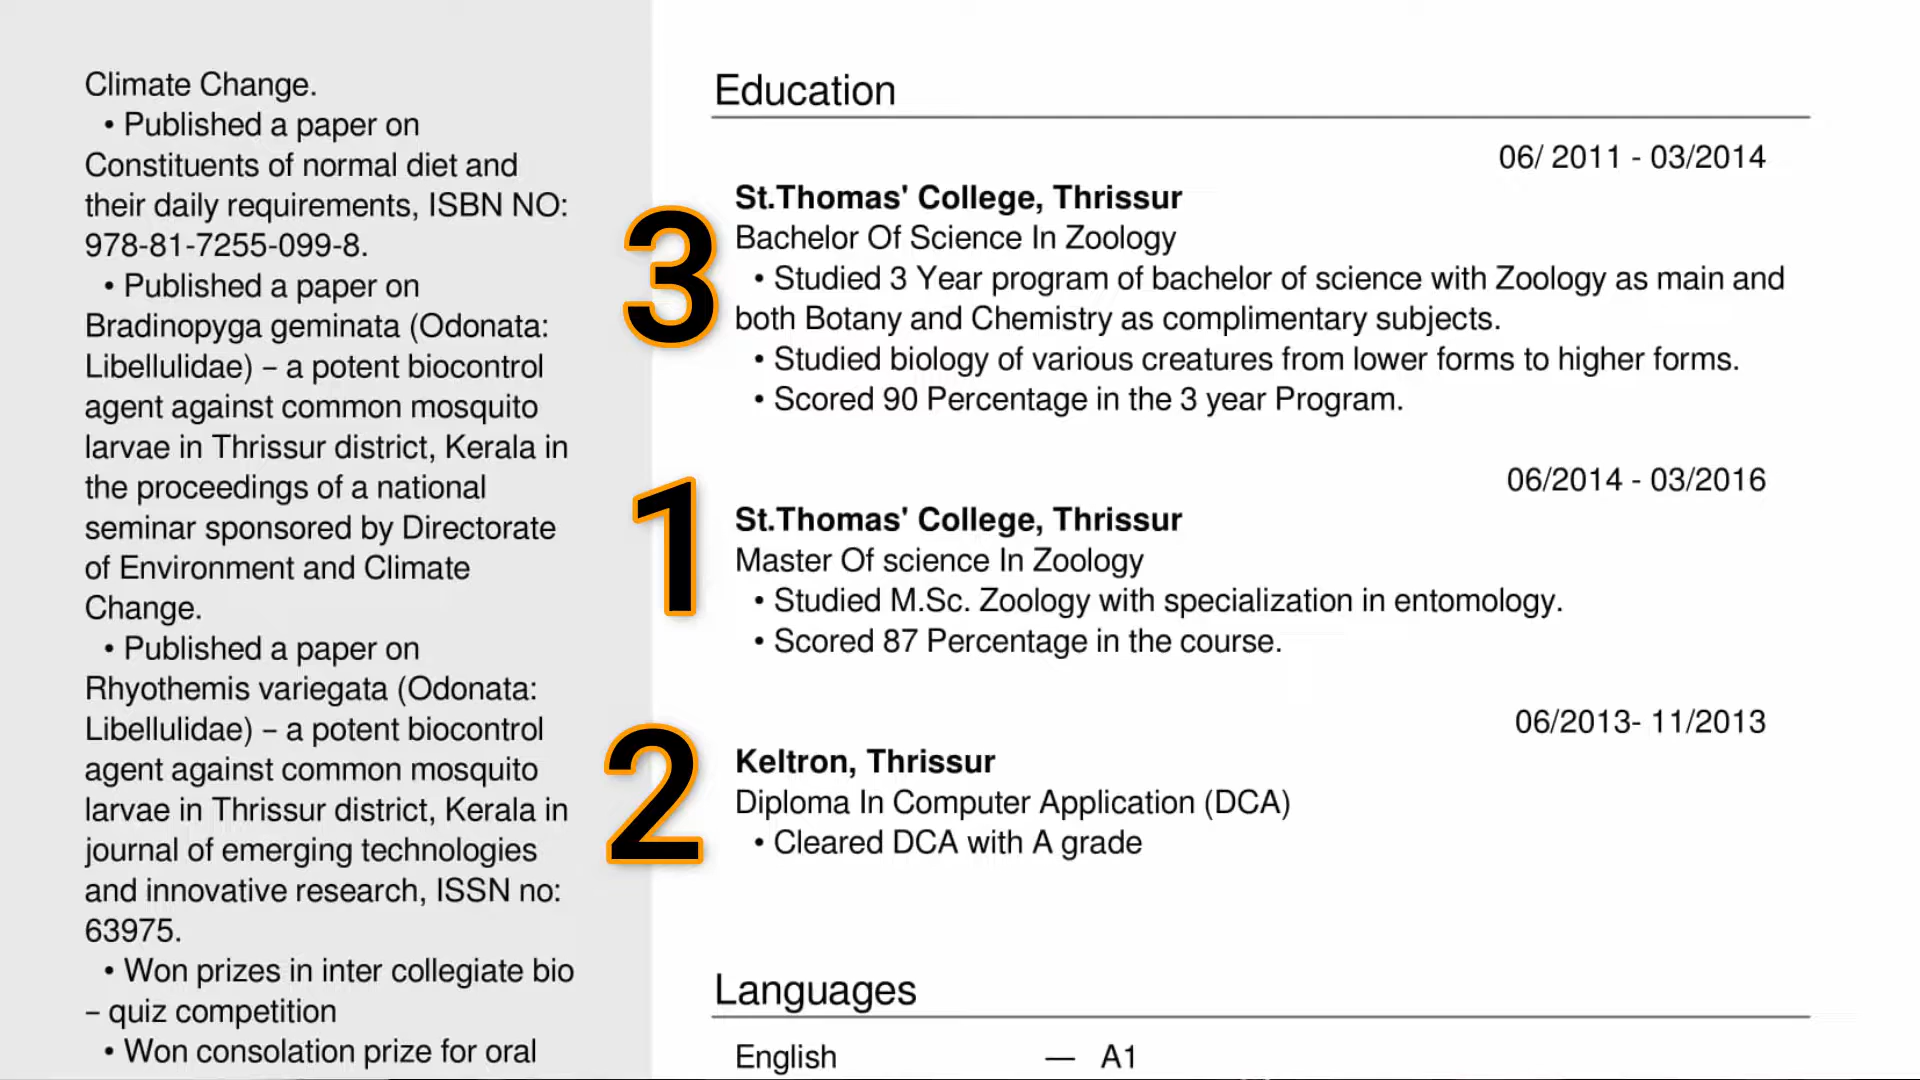 Climate Change.
• Published a paper on
Constituents of normal diet and
their daily requirements, ISBN NO:
978-81-7255-099-8.
• Published a paper on
Bradinopyga geminata (Odonata:
Libellulidae) – a potent biocontrol
agent against common mosquito
larvae in Thrissur district, Kerala in
the proceedings of a national
seminar sponsored by Directorate
of Environment and Climate
Change.
• Published a paper on
Rhyothemis variegata (Odonata:
Libellulidae) – a potent biocontrol
agent against common mosquito
larvae in Thrissur district, Kerala in
journal of emerging technologies
and innovative research, ISSN no:
63975.
• Won prizes in inter collegiate bio
– quiz competition
• Won consolation prize for oral
Education
06/ 2011 - 03/2014
3
St.Thomas' College, Thrissur
Bachelor Of Science In Zoology
• Studied 3 Year program of bachelor of science with Zoology as main and
both Botany and Chemistry as complimentary subjects.
• Studied biology of various creatures from lower forms to higher forms.
• Scored 90 Percentage in the 3 year Program.
06/2014 - 03/2016
1
St.Thomas' College, Thrissur
Master Of science In Zoology
• Studied M.Sc. Zoology with specialization in entomology.
• Scored 87 Percentage in the course.
06/2013- 11/2013
2
Keltron, Thrissur
Diploma In Computer Application (DCA)
• Cleared DCA with A grade
Languages
English — A1